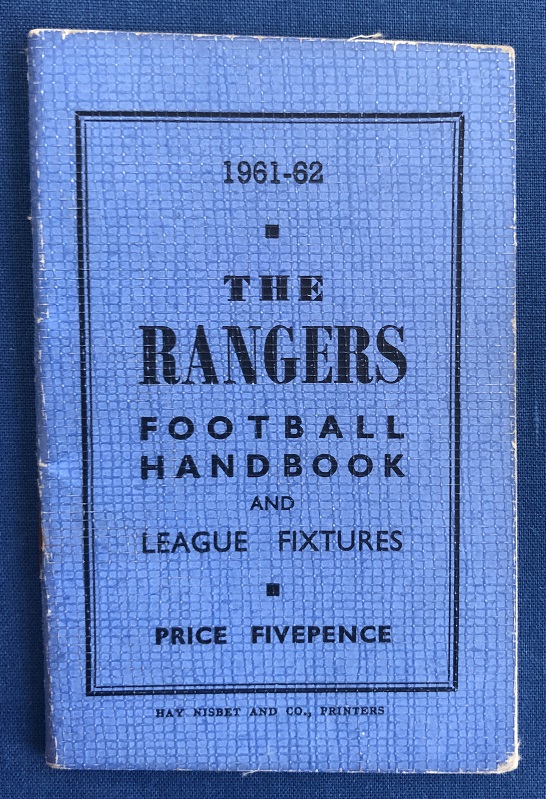 1961-62
THE
RANGERS
FOOTBALL
HANDBOOK
AND
LEAGUE FIXTURES
PRICE FIVEPENCE
HAY NISBET AND CO., PRINTERS